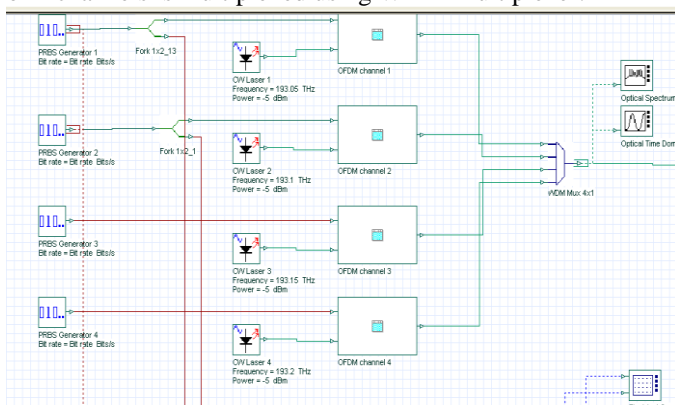 PRBS Generator 1
Bit rate = Bit rate Bits/s
Fork 1x2_13
CW Laser 1
Frequency = 193.05 THz
Power = -5 dBm
OFDM channel 1
Optical Spectrum
Optical Time Dom
PRBS Generator 2
Bit rate = Bit rate Bits/s
Fork 1x2_1
CW Laser 2
Frequency = 193.1 THz
Power = -5 dBm
OFDM channel 2
WDM Mux 4x1
PRBS Generator 3
Bit rate = Bit rate Bits/s
CW Laser 3
Frequency = 193.15 THz
Power = -5 dBm
OFDM channel 3
PRBS Generator 4
Bit rate = Bit rate Bits/s
CW Laser 4
Frequency = 193.2 THz
Power = -5 dBm
OFDM channel 4